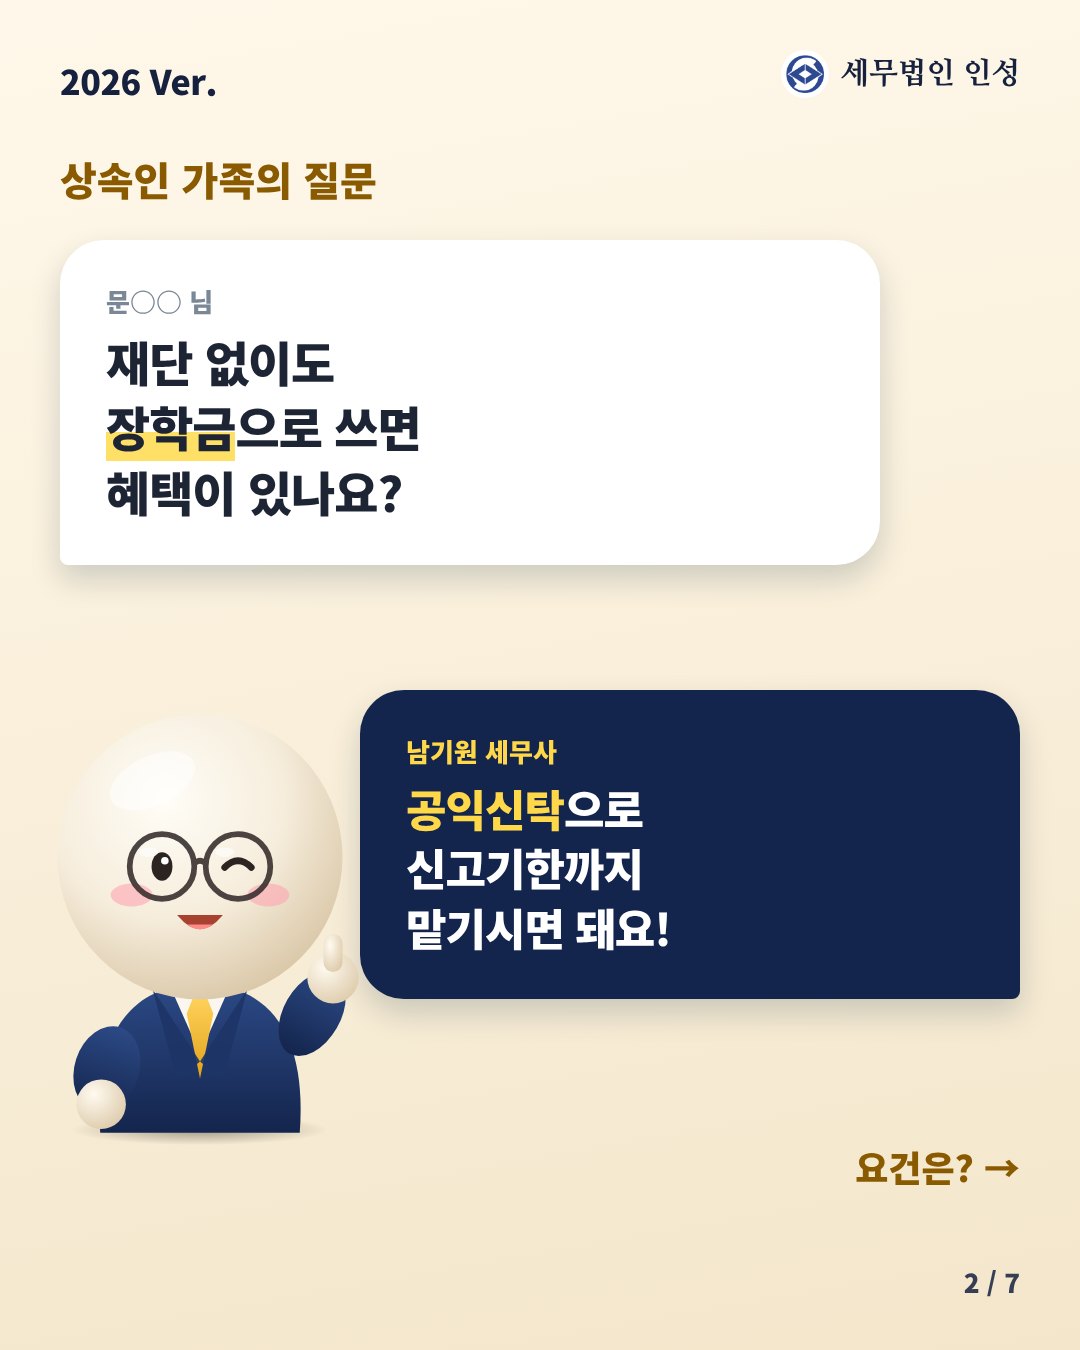 2026 Ver.
세무법인 인성
상속인 가족의 질문
문○○ 님
재단 없이도
장학금으로 쓰면
혜택이 있나요?
남기원 세무사
공익신탁으로
신고기한까지
맡기시면 돼요!
요건은? →
2 / 7